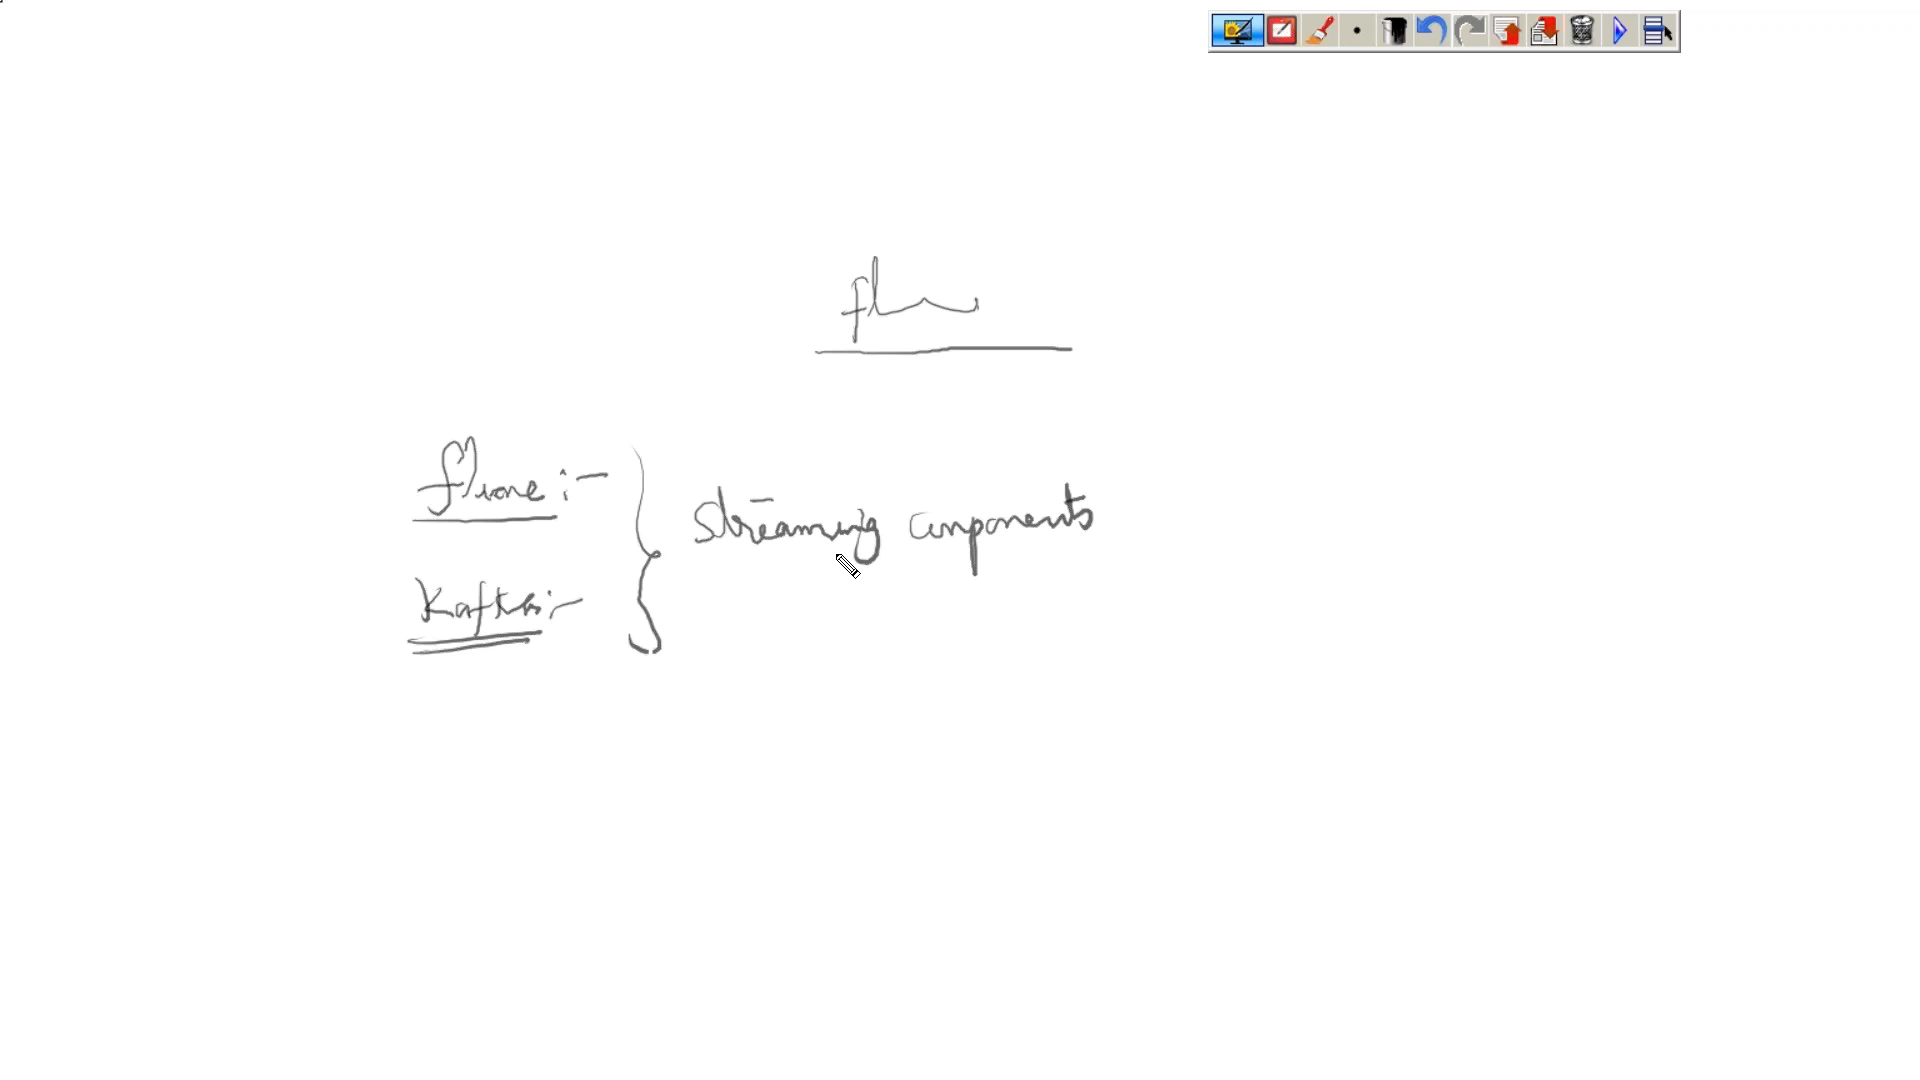 flume :-
streaming components
Kafka :-